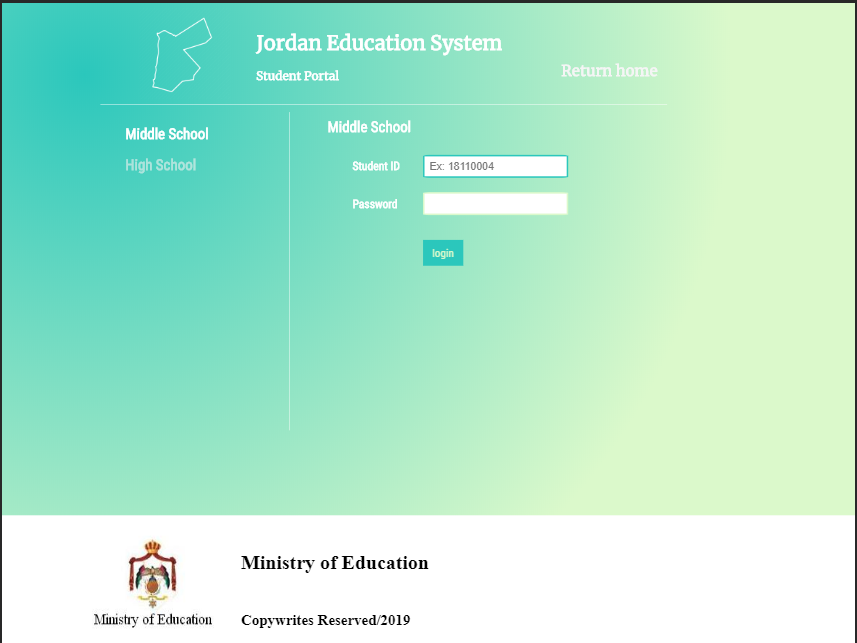 Jordan Education System
Student Portal
Return home
Middle School
High School
Middle School
Student ID
Ex: 18110004
Password
login
Ministry of Education
Ministry of Education
Copywrites Reserved/2019